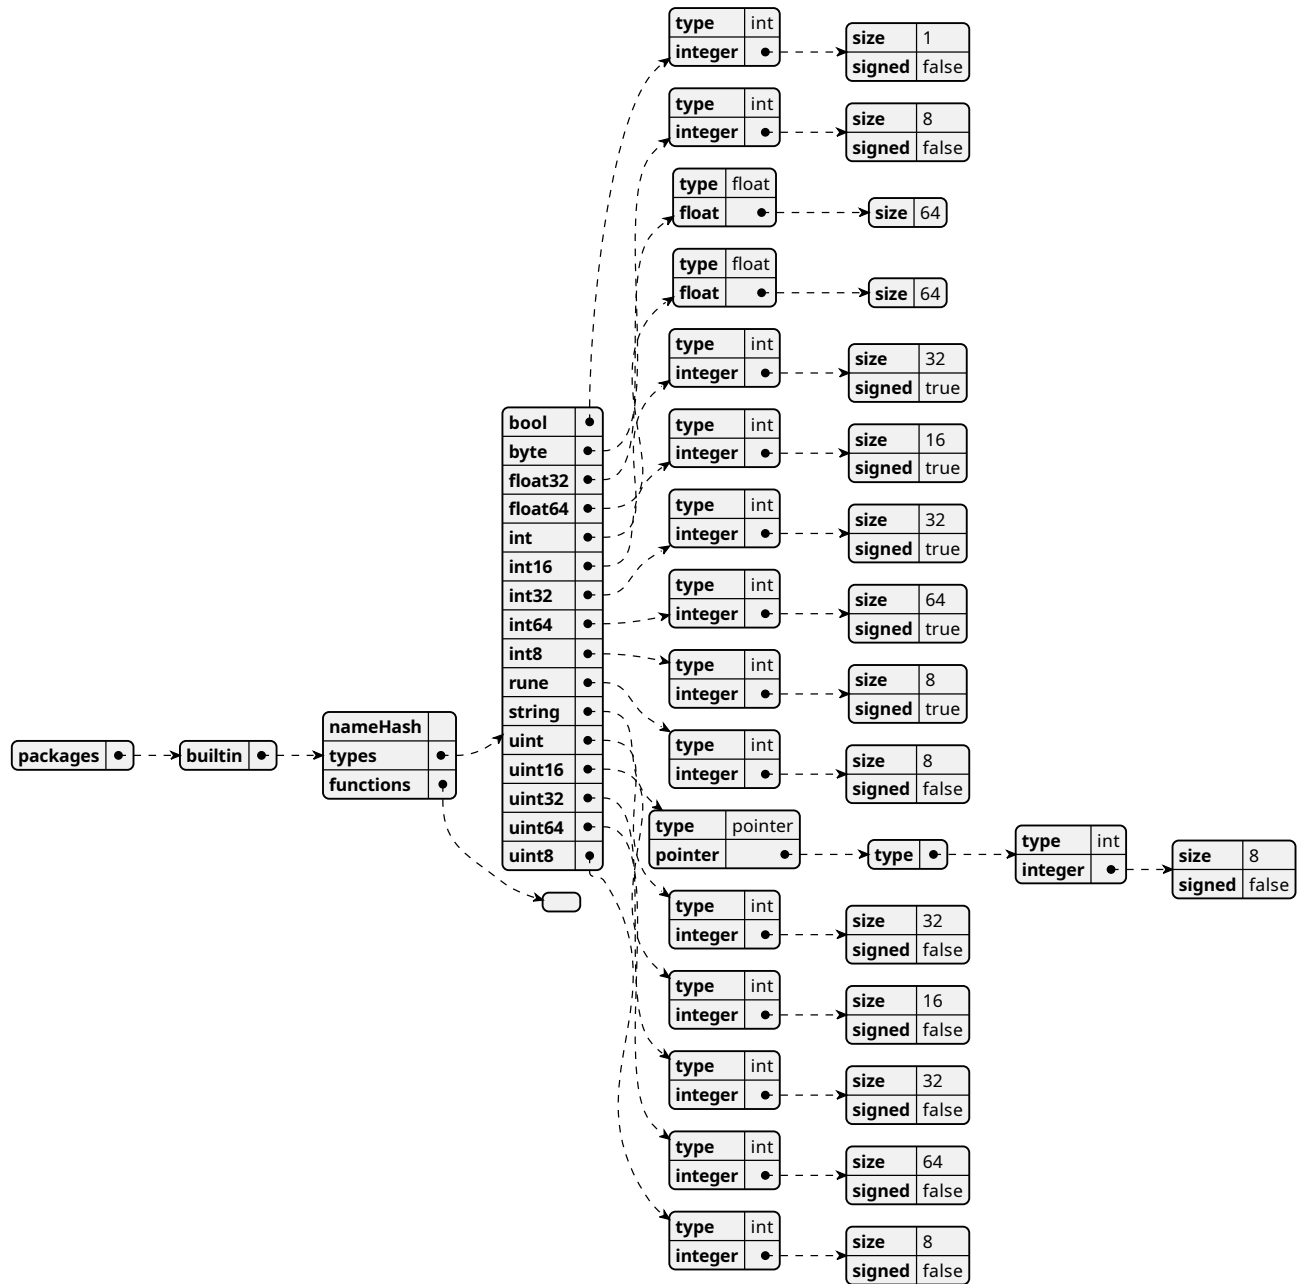 packages
builtin
nameHash
types
functions
bool
byte
float32
float64
int
int16
int32
int64
int8
rune
string
uint
uint16
uint32
uint64
uint8
type int
integer
size 1
signed false
type int
integer
size 8
signed false
type float
float
size 64
type float
float
size 64
type int
integer
size 32
signed true
type int
integer
size 16
signed true
type int
integer
size 32
signed true
type int
integer
size 64
signed true
type int
integer
size 8
signed true
type int
integer
size 8
signed false
type pointer
pointer
type
type int
integer
size 8
signed false
type int
integer
size 32
signed false
type int
integer
size 16
signed false
type int
integer
size 32
signed false
type int
integer
size 64
signed false
type int
integer
size 8
signed false